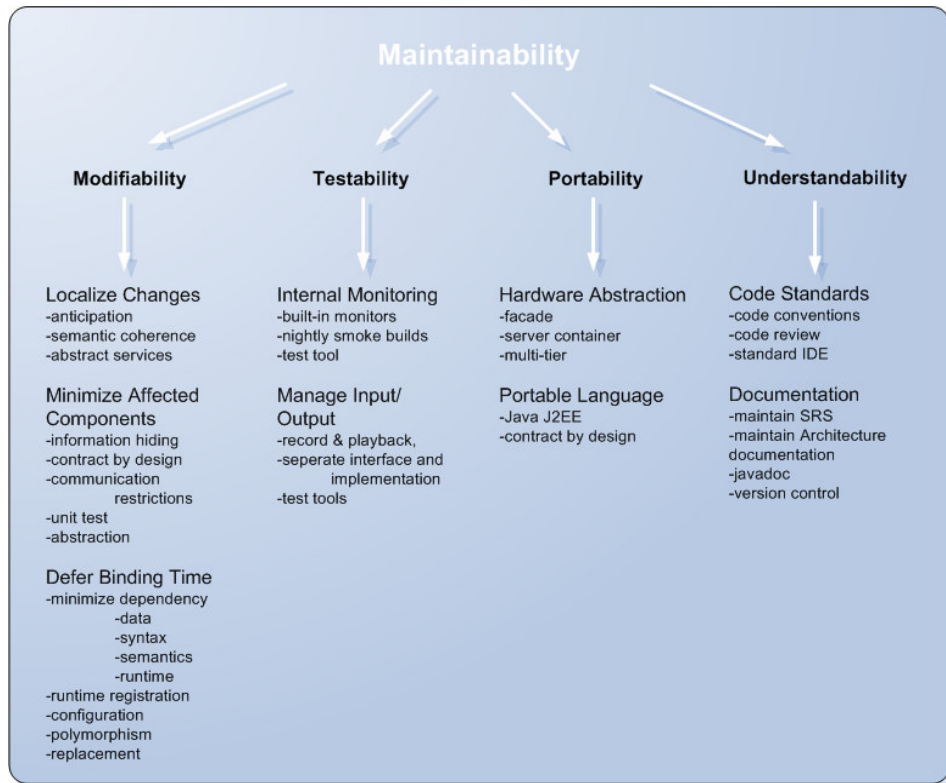 Maintainability
Modifiability
Localize Changes
-anticipation
-semantic coherence
-abstract services
Minimize Affected
Components
-information hiding
-contract by design
-communication
restrictions
-unit test
-abstraction
Defer Binding Time
-minimize dependency
-data
-syntax
-semantics
-runtime
-runtime registration
-configuration
-polymorphism
-replacement
Testability
Internal Monitoring
-built-in monitors
-nightly smoke builds
-test tool
Manage Input/
Output
-record & playback,
-seperate interface and
implementation
-test tools
Portability
Hardware Abstraction
-facade
-server container
-multi-tier
Portable Language
-Java J2EE
-contract by design
Understandability
Code Standards
-code conventions
-code review
-standard IDE
Documentation
-maintain SRS
-maintain Architecture
documentation
-javadoc
-version control